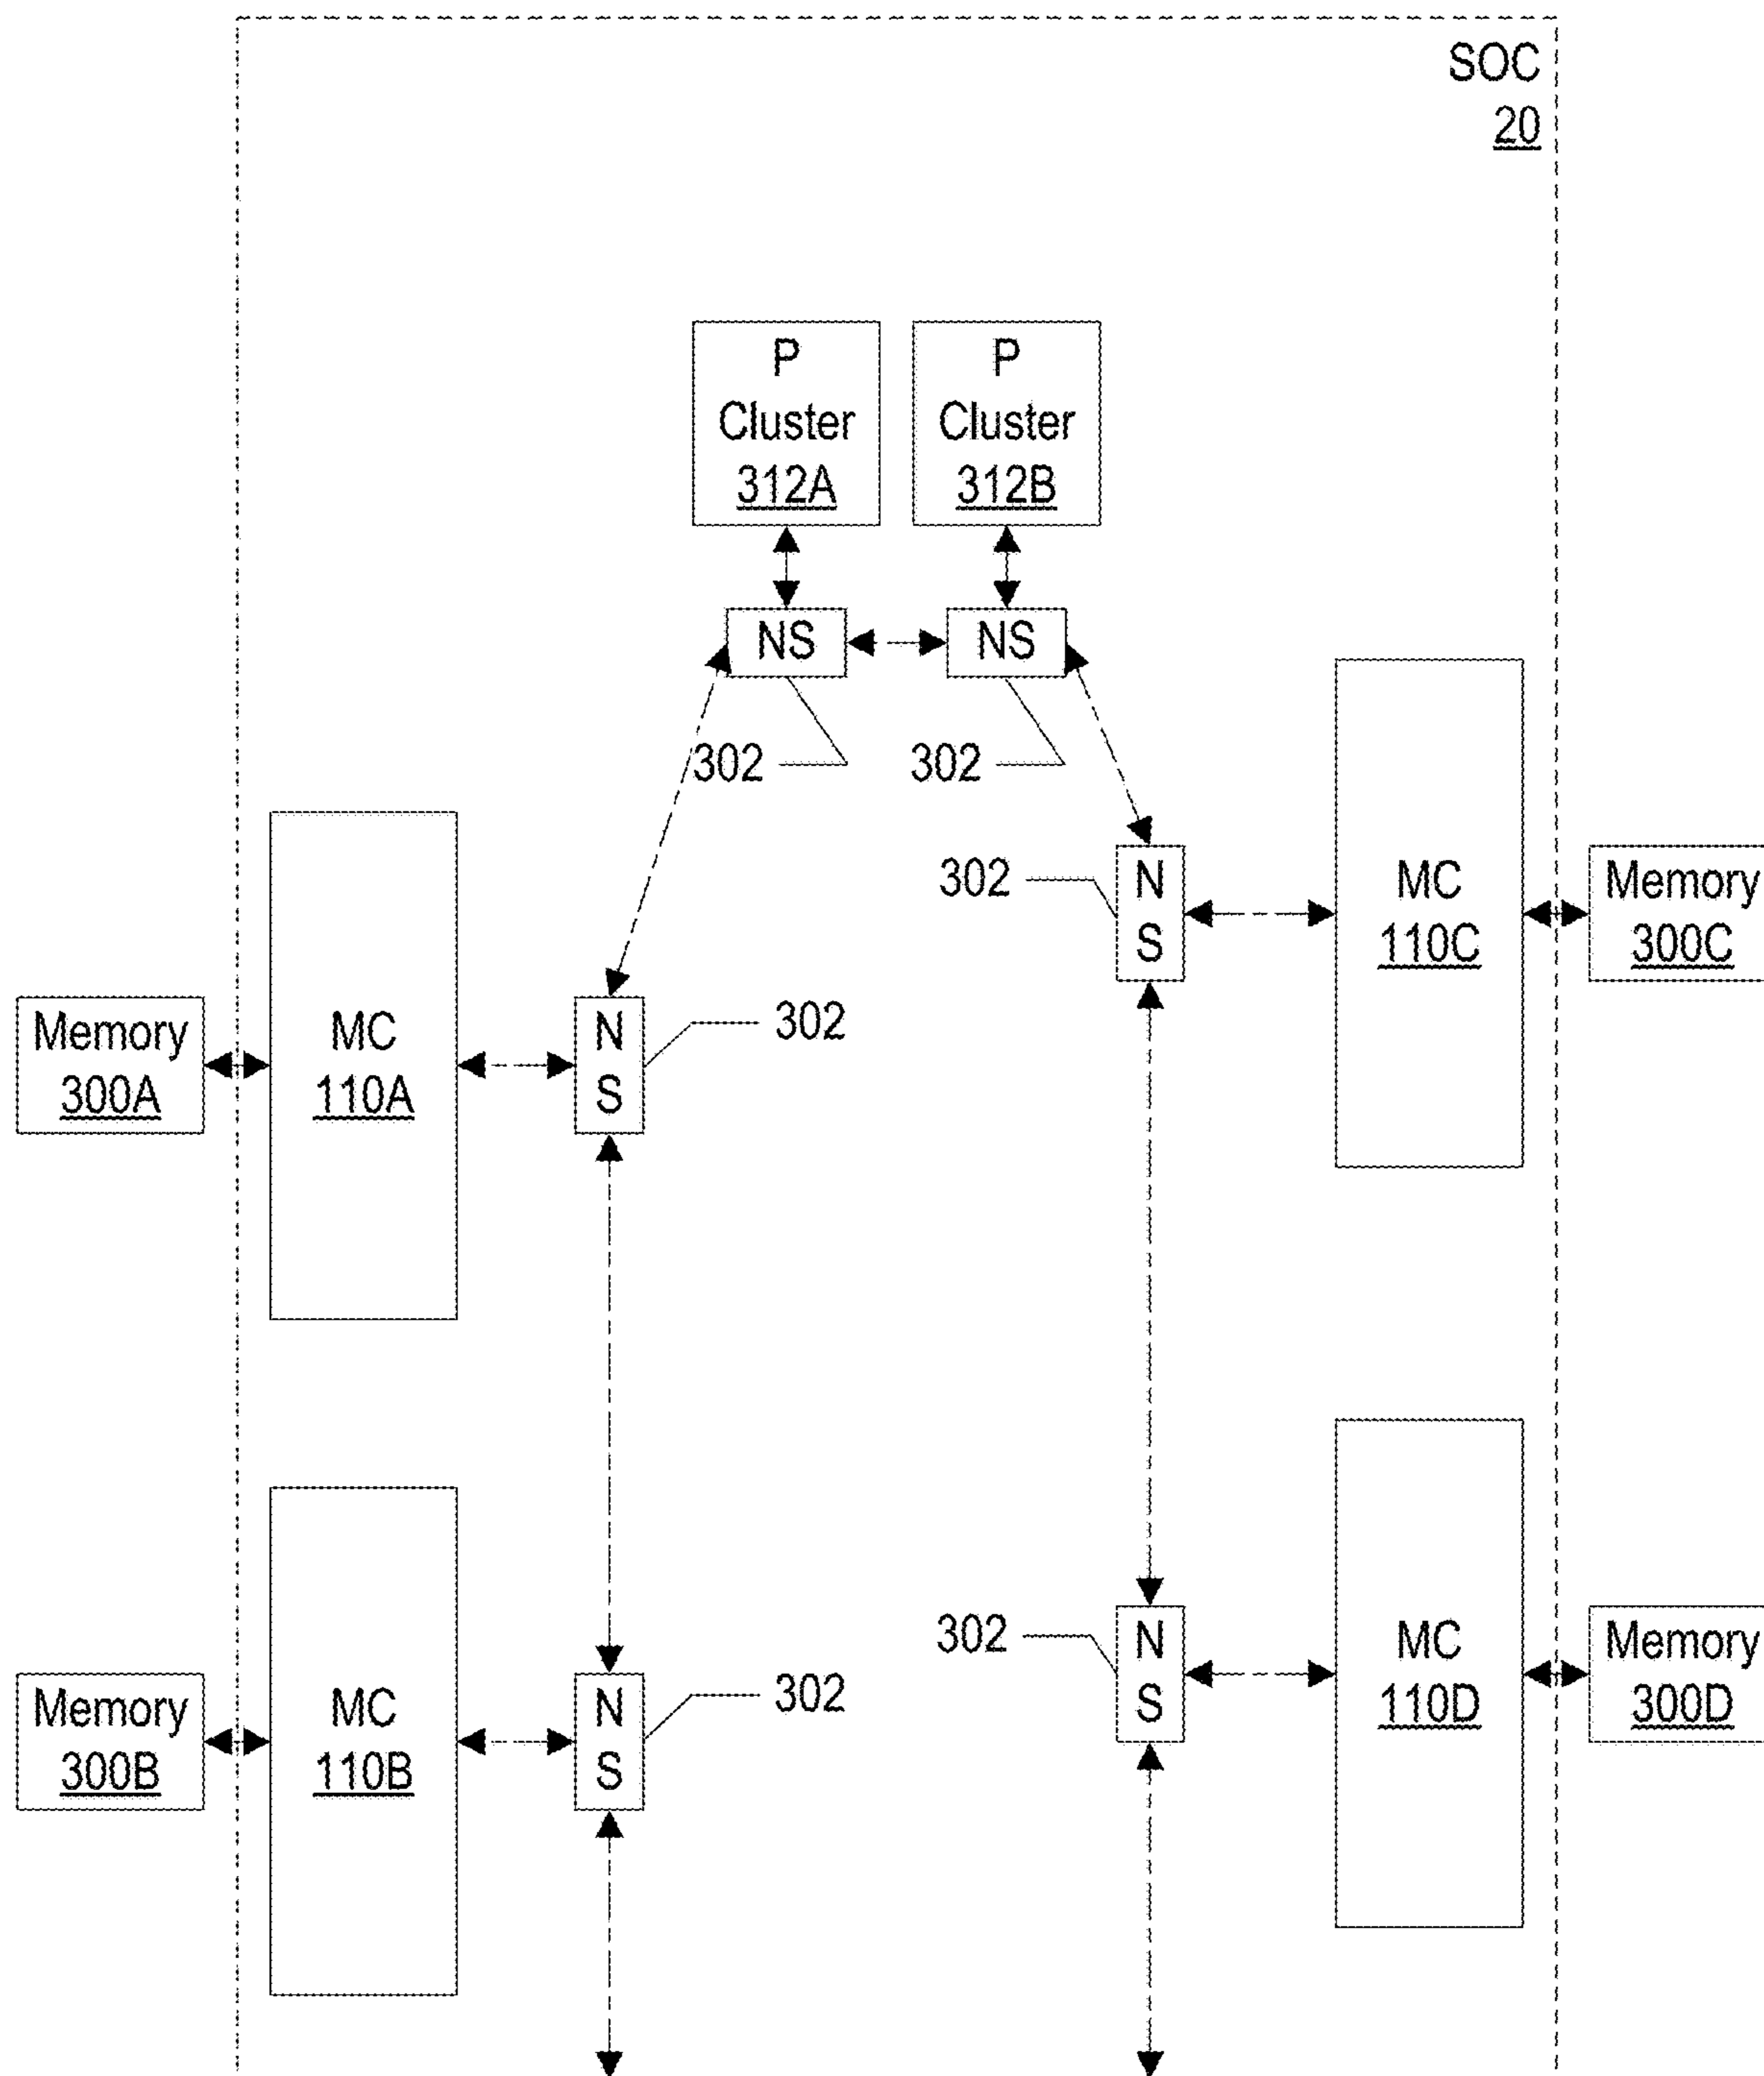 SOC
20
P
Cluster
312A
P
Cluster
312B
NS
NS
302
302
MC
110C
Memory
300C
302
N
S
Memory
300A
MC
110A
N
S
302
302
N
S
MC
110D
Memory
300D
Memory
300B
MC
110B
N
S
302